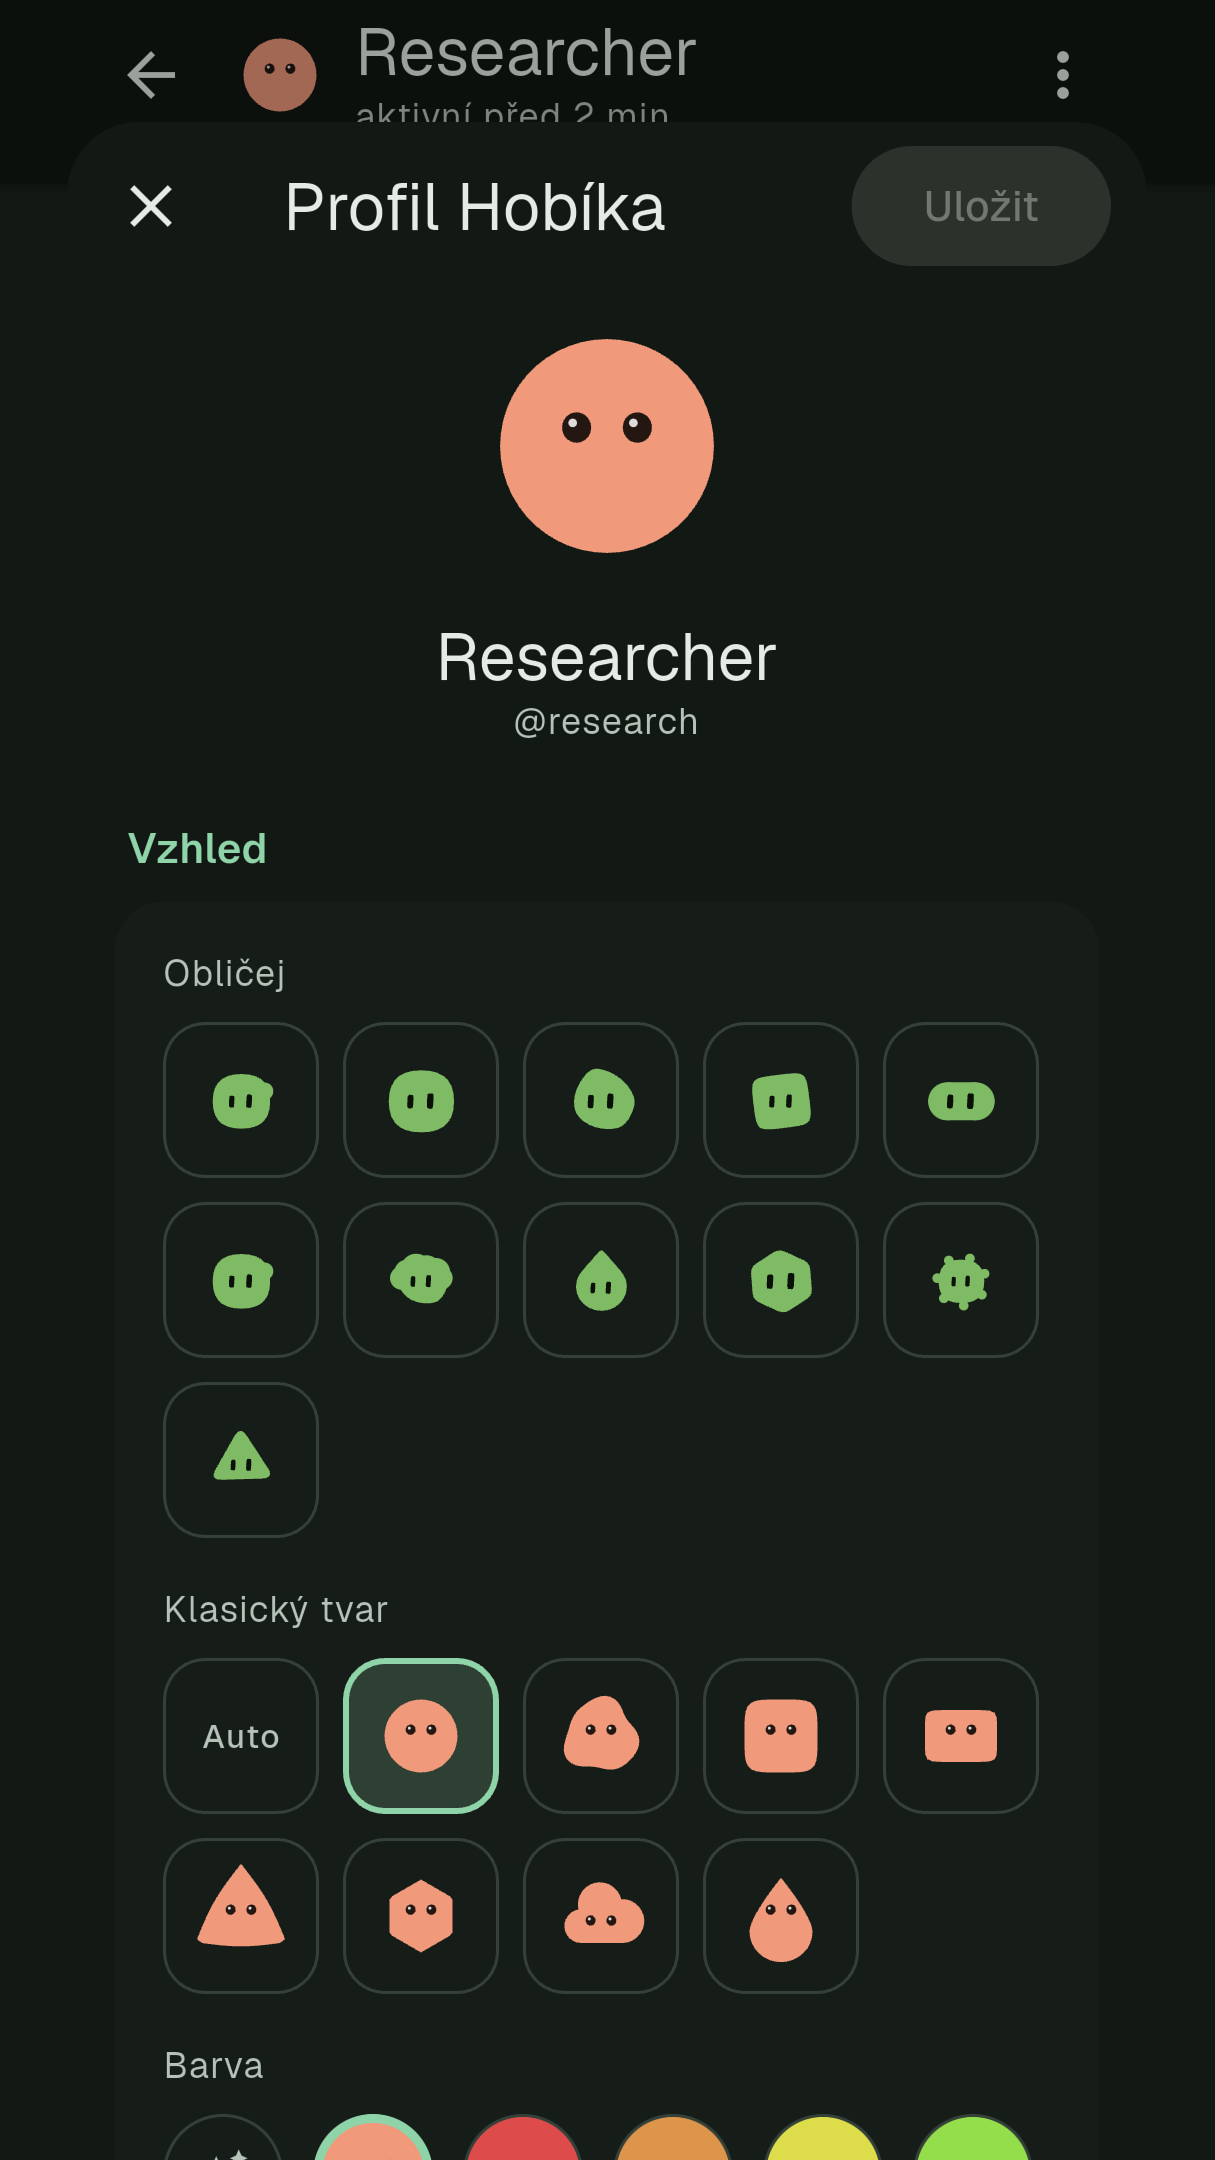 Researcher
aktivní před 2 min
Profil Hobíka
Uložit
Researcher
@research
Vzhled
Obličej
Klasický tvar
Auto
Barva